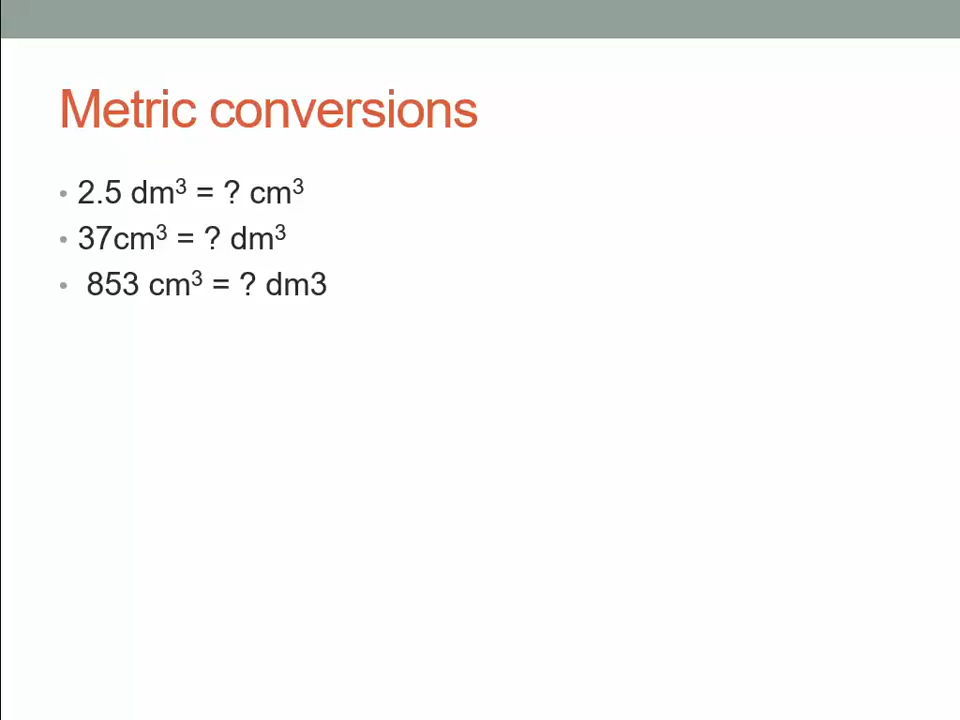 Metric conversions
• 2.5 dm³ = ? cm³
• 37cm³ = ? dm³
• 853 cm³ = ? dm3